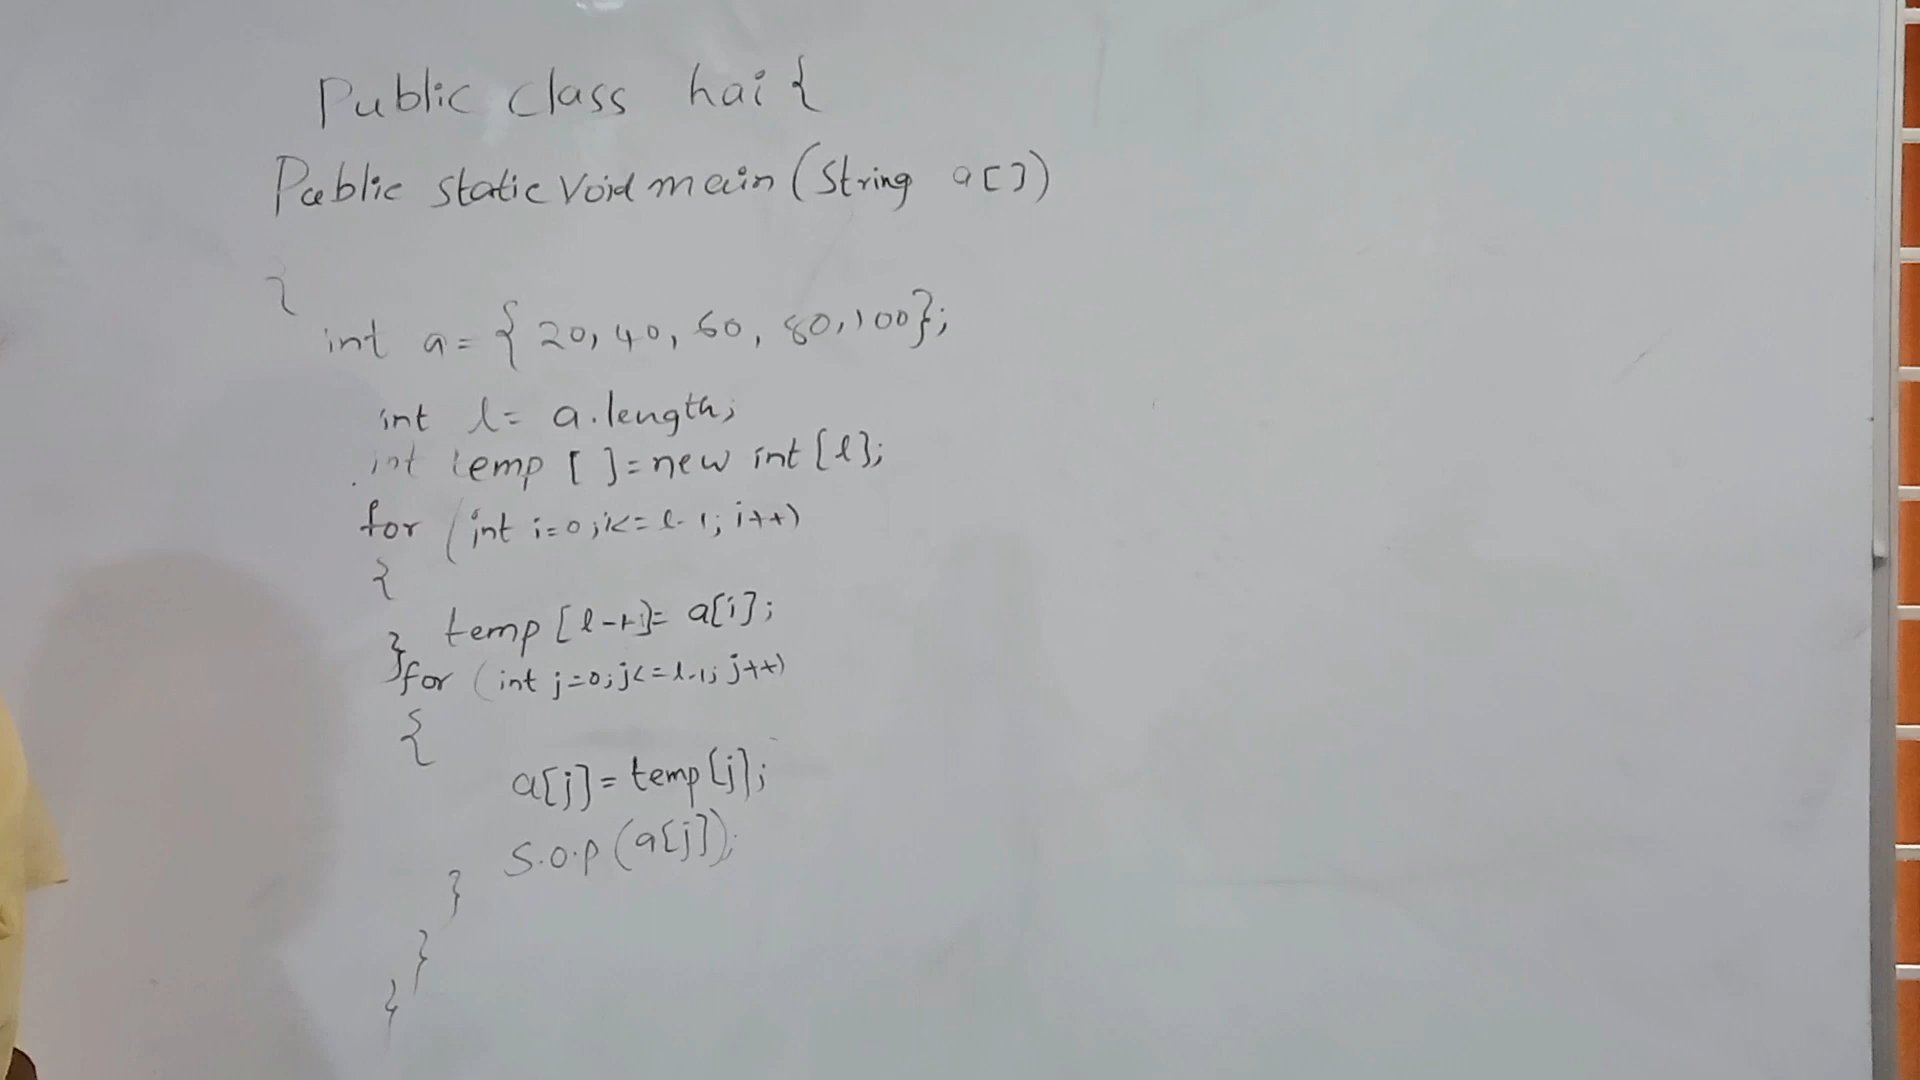 Public class hai {
Public static void main (String a[])
{
int a = { 20, 40, 60, 80, 100};
int l = a.length;
int temp [ ] = new int [l];
for (int i=0; i<=l-1; i++)
{
temp [l-1-i]= a[i];
}
for (int j=0; j<=l-1; j++)
{
a[j] = temp[j];
S.O.P (a[j]);
}
}
}